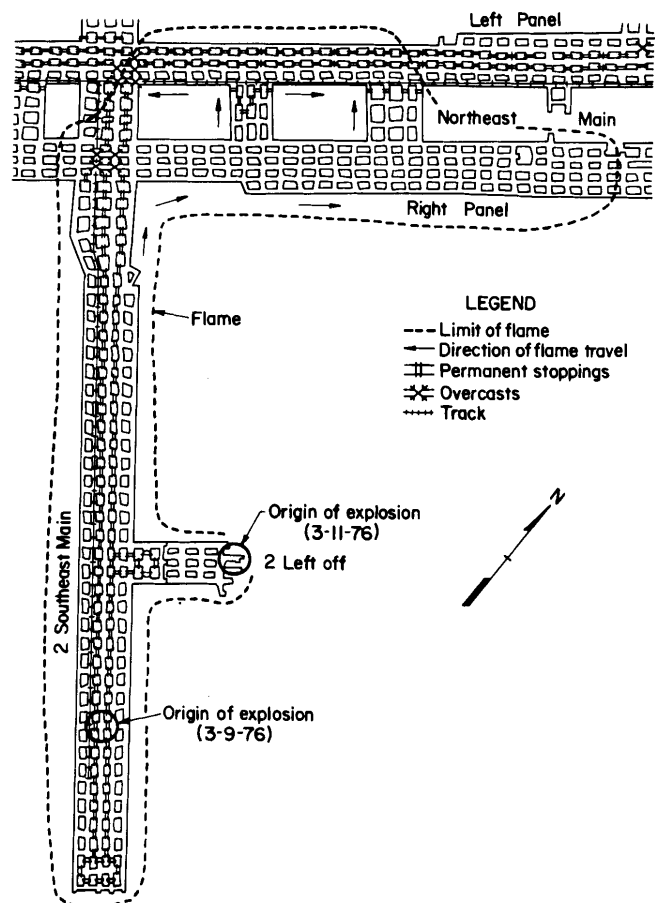 Left Panel
Northeast Main
Right Panel
Flame
LEGEND
Limit of flame
Direction of flame travel
Permanent stoppings
Overcasts
Track
N
Origin of explosion
(3-11-76)
2 Left off
2 Southeast Main
Origin of explosion
(3-9-76)